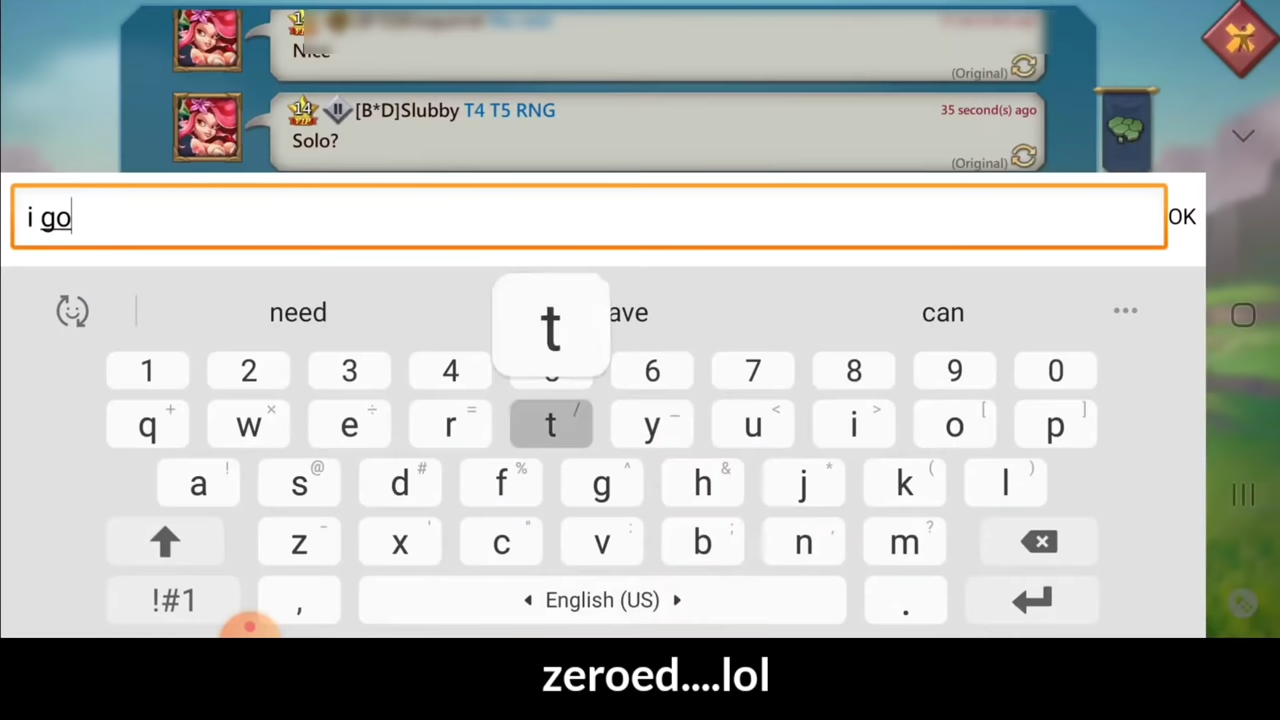 Nice
(Original)
14 VIP [B*D]Slubby T4 T5 RNG
35 second(s) ago
Solo?
(Original)
i go
OK
need
t
ave
can
1 2 3 4 6 7 8 9 0
q + w × e ÷ r = t / y _ u < i > o [ p ]
a ! s @ d # f % g ^ h & j * k ( l )
z - x ' c " v : b ; n , m ?
!#1 , English (US) .
zeroed....lol